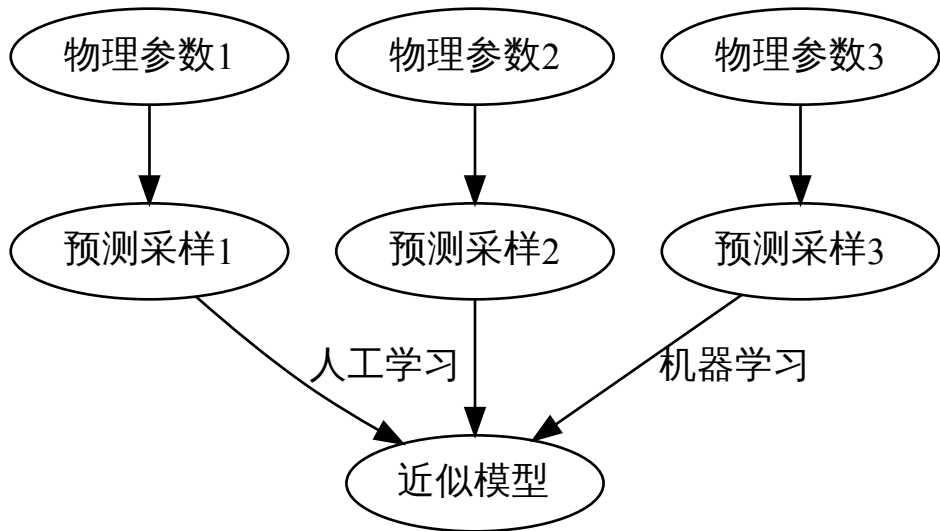 物理参数1
物理参数2
物理参数3
预测采样1
预测采样2
预测采样3
人工学习
机器学习
近似模型